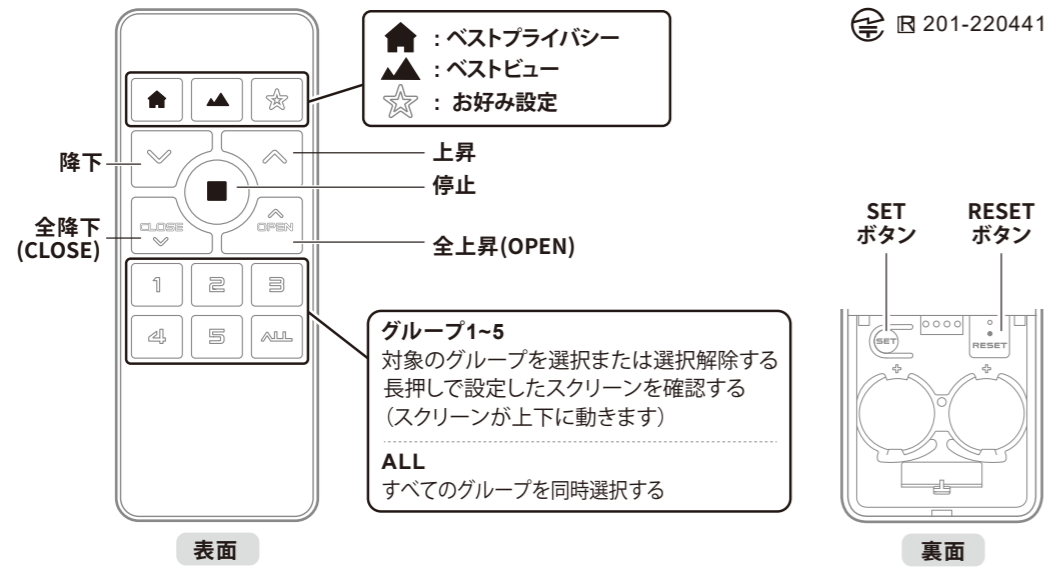 :ベストプライバシー
:ベストビュー
: お好み設定
R 201-220441
降下
上昇
停止
全降下
(CLOSE)
全上昇(OPEN)
CLOSE
OPEN
1 2 3
4 5 ALL
グループ1~5
対象のグループを選択または選択解除する
長押しで設定したスクリーンを確認する
(スクリーンが上下に動きます)
ALL
すべてのグループを同時選択する
表面
SET
ボタン
RESET
ボタン
SET
RESET
裏面